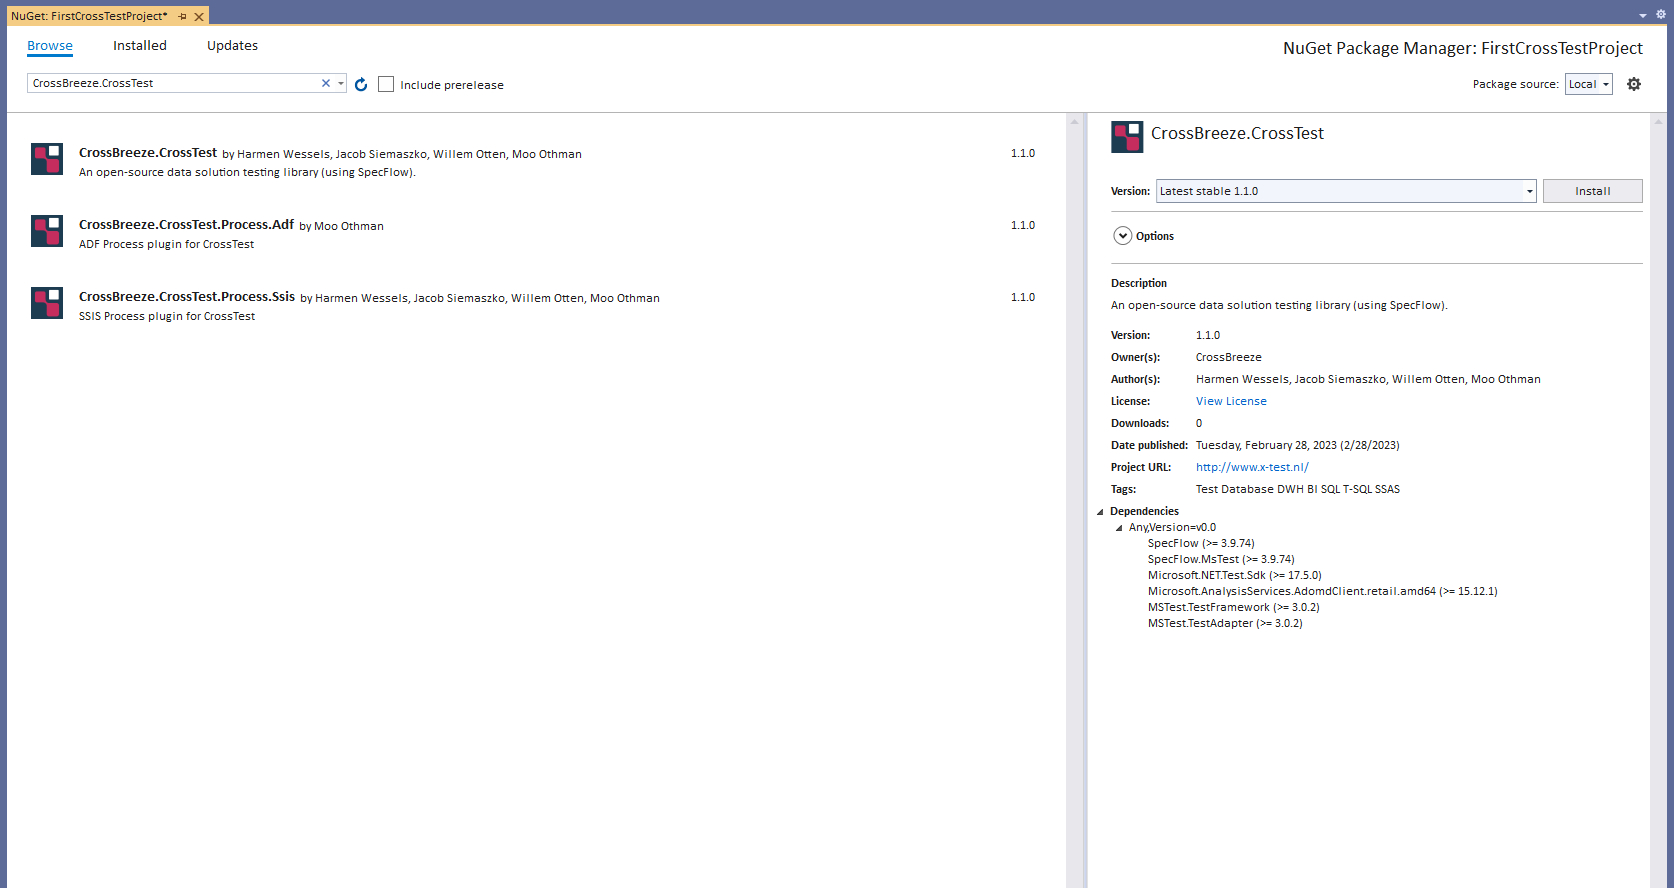 NuGet: FirstCrossTestProject*
Browse Installed Updates
NuGet Package Manager: FirstCrossTestProject
CrossBreeze.CrossTest
Include prerelease
Package source: Local
CrossBreeze.CrossTest by Harmen Wessels, Jacob Siemaszko, Willem Otten, Moo Othman 1.1.0
An open-source data solution testing library (using SpecFlow).
CrossBreeze.CrossTest.Process.Adf by Moo Othman 1.1.0
ADF Process plugin for CrossTest
CrossBreeze.CrossTest.Process.Ssis by Harmen Wessels, Jacob Siemaszko, Willem Otten, Moo Othman 1.1.0
SSIS Process plugin for CrossTest
CrossBreeze.CrossTest
Version: Latest stable 1.1.0 Install
Options
Description
An open-source data solution testing library (using SpecFlow).
Version: 1.1.0
Owner(s): CrossBreeze
Author(s): Harmen Wessels, Jacob Siemaszko, Willem Otten, Moo Othman
License: View License
Downloads: 0
Date published: Tuesday, February 28, 2023 (2/28/2023)
Project URL: http://www.x-test.nl/
Tags: Test Database DWH BI SQL T-SQL SSAS
Dependencies
Any,Version=v0.0
SpecFlow (>= 3.9.74)
SpecFlow.MsTest (>= 3.9.74)
Microsoft.NET.Test.Sdk (>= 17.5.0)
Microsoft.AnalysisServices.AdomdClient.retail.amd64 (>= 15.12.1)
MSTest.TestFramework (>= 3.0.2)
MSTest.TestAdapter (>= 3.0.2)